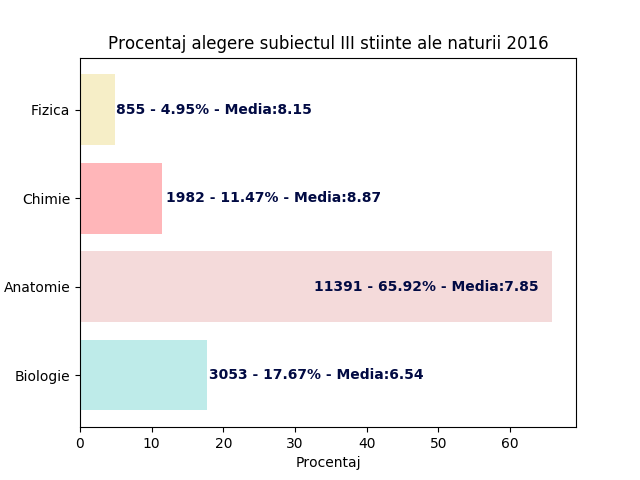 Procentaj alegere subiectul III stiinte ale naturii 2016
Fizica
855 - 4.95% - Media:8.15
Chimie
1982 - 11.47% - Media:8.87
Anatomie
11391 - 65.92% - Media:7.85
Biologie
3053 - 17.67% - Media:6.54
0 10 20 30 40 50 60
Procentaj